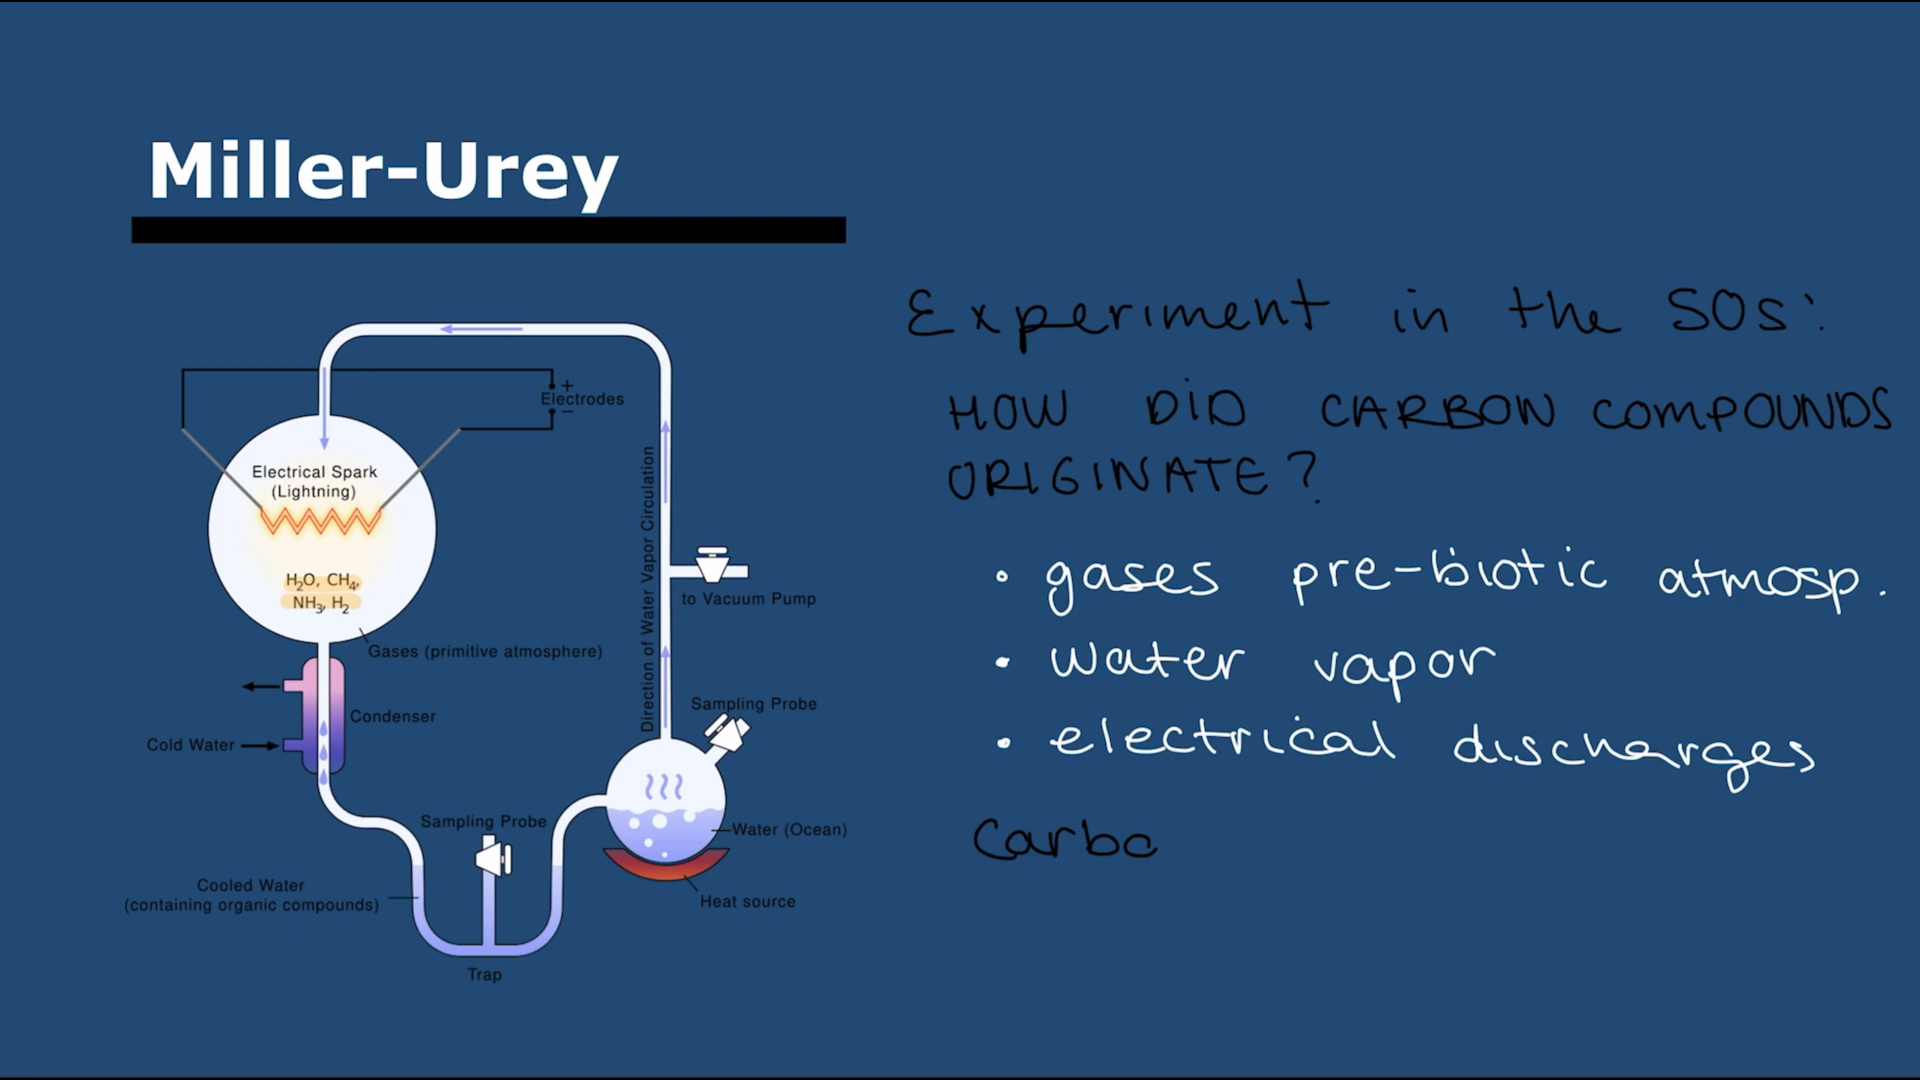 Miller-Urey
Experiment in the 50s:
HOW DID CARBON COMPOUNDS
ORIGINATE?
• gases pre-biotic atmosp.
• water vapor
• electrical discharges
Carbo
+
Electrodes
−
Electrical Spark
(Lightning)
H₂O, CH₄,
NH₃, H₂
Gases (primitive atmosphere)
Direction of Water Vapor Circulation
to Vacuum Pump
Sampling Probe
Condenser
Cold Water
Sampling Probe
Water (Ocean)
Heat source
Cooled Water
(containing organic compounds)
Trap